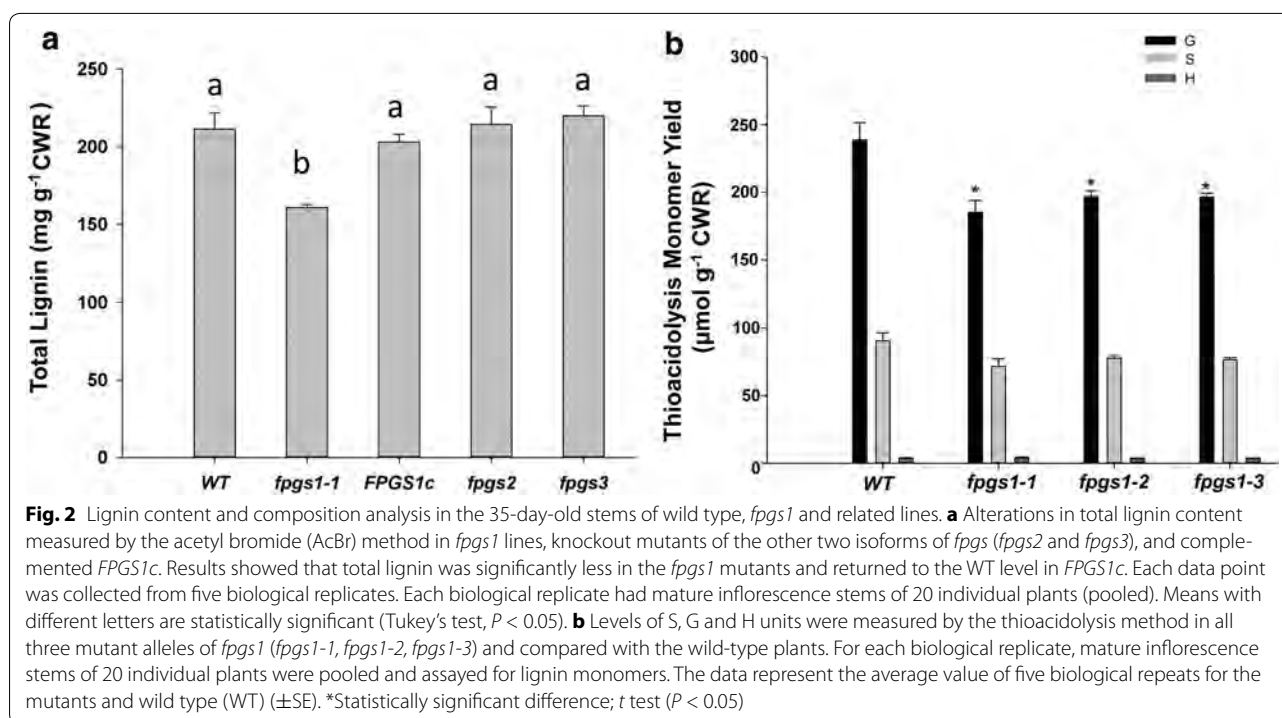 a
250
200
150
100
50
0
Total Lignin (mg g⁻¹ CWR)
a
b
a
a
a
WT fpgs1-1 FPGS1c fpgs2 fpgs3
b
G
S
H
300
250
200
150
100
50
0
Thioacidolysis Monomer Yield
(µmol g⁻¹ CWR)
*
*
*
WT fpgs1-1 fpgs1-2 fpgs1-3
Fig. 2 Lignin content and composition analysis in the 35-day-old stems of wild type, fpgs1 and related lines. a Alterations in total lignin content
measured by the acetyl bromide (AcBr) method in fpgs1 lines, knockout mutants of the other two isoforms of fpgs (fpgs2 and fpgs3), and comple-
mented FPGS1c. Results showed that total lignin was significantly less in the fpgs1 mutants and returned to the WT level in FPGS1c. Each data point
was collected from five biological replicates. Each biological replicate had mature inflorescence stems of 20 individual plants (pooled). Means with
different letters are statistically significant (Tukey's test, P < 0.05). b Levels of S, G and H units were measured by the thioacidolysis method in all
three mutant alleles of fpgs1 (fpgs1-1, fpgs1-2, fpgs1-3) and compared with the wild-type plants. For each biological replicate, mature inflorescence
stems of 20 individual plants were pooled and assayed for lignin monomers. The data represent the average value of five biological repeats for the
mutants and wild type (WT) (±SE). *Statistically significant difference; t test (P < 0.05)